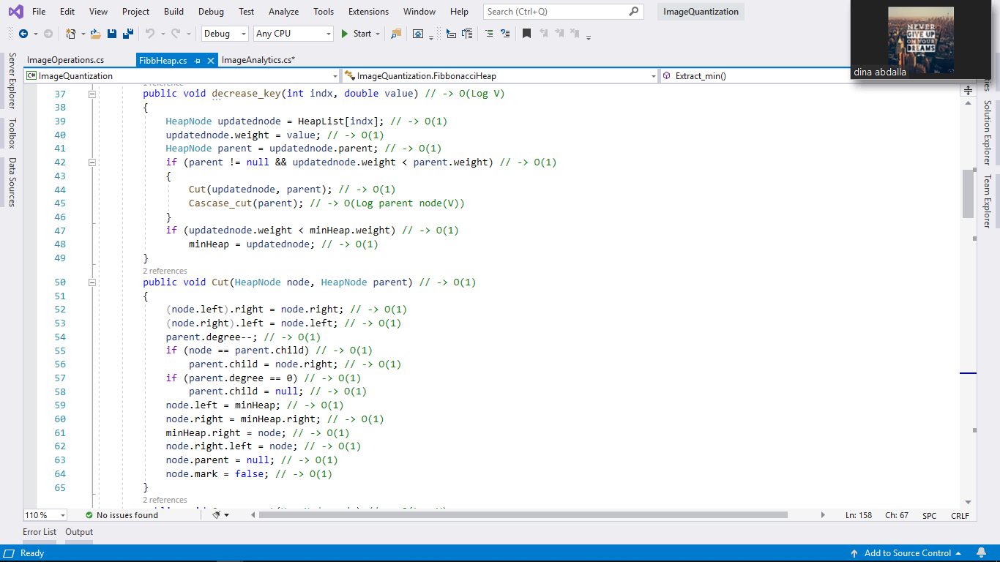 File Edit View Project Build Debug Test Analyze Tools Extensions Window Help Search (Ctrl+Q) ImageQuantization
Debug Any CPU Start
NEVER
GIVE UP
ON YOUR
DREAMS
dina abdalla
ImageOperations.cs FibbHeap.cs ImageAnalytics.cs*
C# ImageQuantization ImageQuantization.FibbonacciHeap Extract_min()
Server Explorer
Toolbox
Data Sources
Solution Explorer
Team Explorer
37 public void decrease_key(int indx, double value) // -> O(Log V)
38 {
39 HeapNode updatednode = HeapList[indx]; // -> O(1)
40 updatednode.weight = value; // -> O(1)
41 HeapNode parent = updatednode.parent; // -> O(1)
42 if (parent != null && updatednode.weight < parent.weight) // -> O(1)
43 {
44 Cut(updatednode, parent); // -> O(1)
45 Cascase_cut(parent); // -> O(Log parent node(V))
46 }
47 if (updatednode.weight < minHeap.weight) // -> O(1)
48 minHeap = updatednode; // -> O(1)
49 }
2 references
50 public void Cut(HeapNode node, HeapNode parent) // -> O(1)
51 {
52 (node.left).right = node.right; // -> O(1)
53 (node.right).left = node.left; // -> O(1)
54 parent.degree--; // -> O(1)
55 if (node == parent.child) // -> O(1)
56 parent.child = node.right; // -> O(1)
57 if (parent.degree == 0) // -> O(1)
58 parent.child = null; // -> O(1)
59 node.left = minHeap; // -> O(1)
60 node.right = minHeap.right; // -> O(1)
61 minHeap.right = node; // -> O(1)
62 node.right.left = node; // -> O(1)
63 node.parent = null; // -> O(1)
64 node.mark = false; // -> O(1)
65 }
2 references
110 % No issues found Ln: 158 Ch: 67 SPC CRLF
Error List Output
Ready Add to Source Control